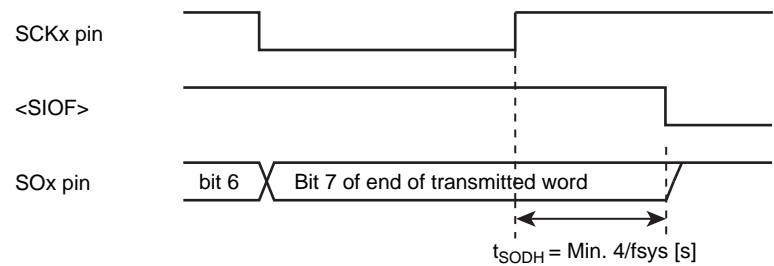 SCKx pin
<SIOF>
SOx pin
bit 6
Bit 7 of end of transmitted word
tSODH = Min. 4/fsys [s]